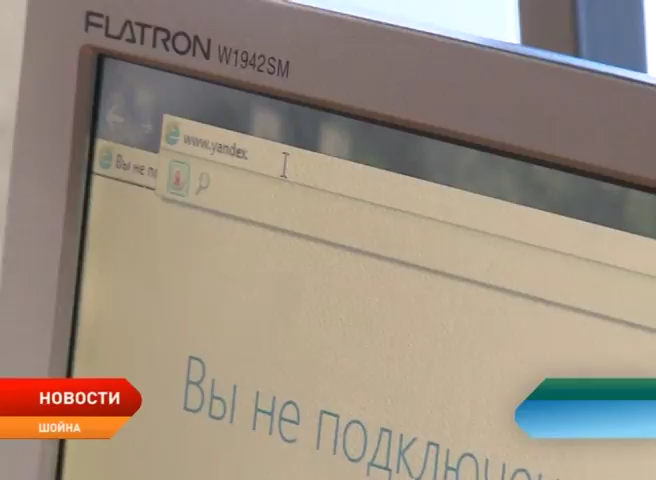 FLATRON W1942SM
www.yandex.
Вы не п
Вы не подключен
НОВОСТИ
ШОЙНА